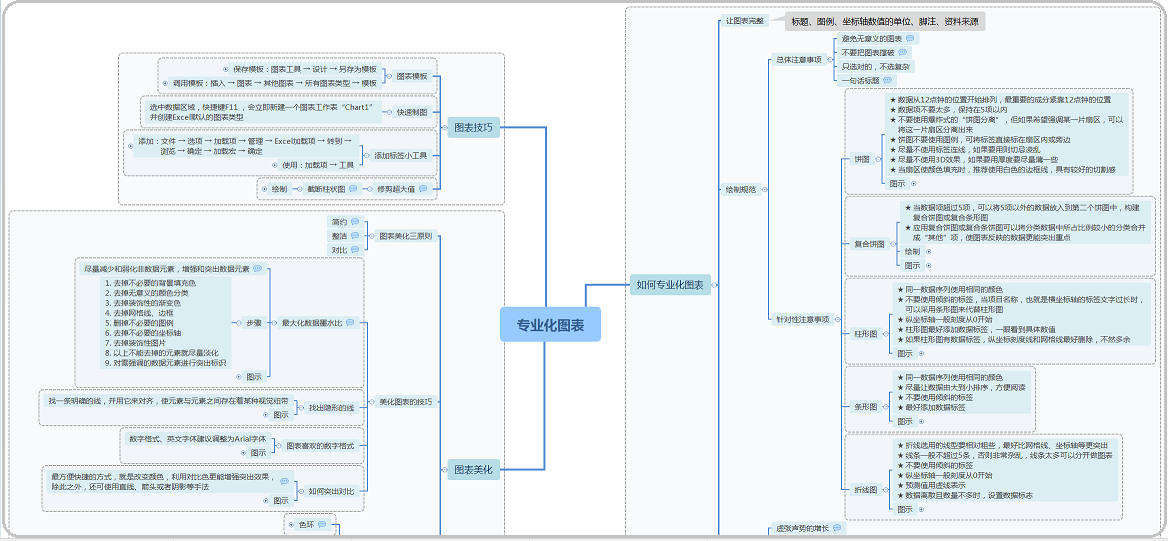 专业化图表
图表技巧
图表模板
保存模板：图表工具 → 设计 → 另存为模板
调用模板：插入 → 图表 → 其他图表 → 所有图表类型 → 模板
快速制图
选中数据区域，快捷键F11 ，会立即新建一个图表工作表“Chart1”
并创建Excel默认的图表类型
添加标签小工具
添加：文件 → 选项 → 加载项 → 管理 → Excel加载项 → 转到 →
浏览 → 确定 → 加载宏 → 确定
使用：加载项 → 工具
修剪超大值
截断柱状图
绘制
图表美化
图表美化三原则
简约
整洁
对比
美化图表的技巧
最大化数据墨水比
尽量减少和弱化非数据元素，增强和突出数据元素
步骤
1. 去掉不必要的背景填充色
2. 去掉无意义的颜色分类
3. 去掉装饰性的渐变色
4. 去掉网格线、边框
5. 删掉不必要的图例
6. 去掉不必要的坐标轴
7. 去掉装饰性图片
8. 以上不能去掉的元素就尽量淡化
9. 对需强调的数据元素进行突出标识
图示
找出隐形的线
找一条明确的线，并用它来对齐，使元素与元素之间存在着某种视觉纽带
图示
图表喜欢的数字格式
数字格式、英文字体建议调整为Arial字体
图示
如何突出对比
最方便快捷的方式，就是改变颜色，利用对比色更能增强突出效果，
除此之外，还可使用直线、箭头或者阴影等手法
图示
色环
如何专业化图表
让图表完整
标题、图例、坐标轴数值的单位、脚注、资料来源
绘制规范
总体注意事项
避免无意义的图表
不要把图表撑破
只选对的，不选复杂
一句话标题
针对性注意事项
饼图
★ 数据从12点钟的位置开始排列，最重要的成分紧靠12点钟的位置
★ 数据项不要太多，保持在5项以内
★ 不要使用爆炸式的“饼图分离”，但如果希望强调某一片扇区，可以
将这一片扇区分离出来
★ 饼图不要使用图例，可将标签直接标在扇区内或旁边
★ 尽量不使用标签连线，如果要用则切忌凌乱
★ 尽量不使用3D效果，如果要用厚度要尽量薄一些
★ 当扇区使颜色填充时，推荐使用白色的边框线，具有较好的切割感
图示
复合饼图
★ 当数据项超过5项，可以将5项以外的数据放入到第二个饼图中，构建
复合饼图或复合条形图
★ 应用复合饼图或复合条饼图可以将分类数据中所占比例较小的分类合并
成“其他”项，使图表反映的数据更能突出重点
绘制
图示
柱形图
★ 同一数据序列使用相同的颜色
★ 不要使用倾斜的标签，当项目名称，也就是横坐标轴的标签文字过长时，
可以采用条形图来代替柱形图
★ 纵坐标轴一般刻度从0开始
★ 柱形图最好添加数据标签，一眼看到具体数值
★ 如果柱形图有数据标签，纵坐标刻度线和网格线最好删除，不然多余
图示
条形图
★ 同一数据序列使用相同的颜色
★ 尽量让数据由大到小排序，方便阅读
★ 不要使用倾斜的标签
★ 最好添加数据标签
图示
折线图
★ 折线选用的线型要相对粗些，最好比网格线、坐标轴等更突出
★ 线条一般不超过5条，否则非常杂乱，线条太多可以分开做图表
★ 不要使用倾斜的标签
★ 纵坐标轴一般刻度从0开始
★ 预测值用虚线表示
★ 数据离散且数量不多时，设置数据标志
图示
虚张声势的增长